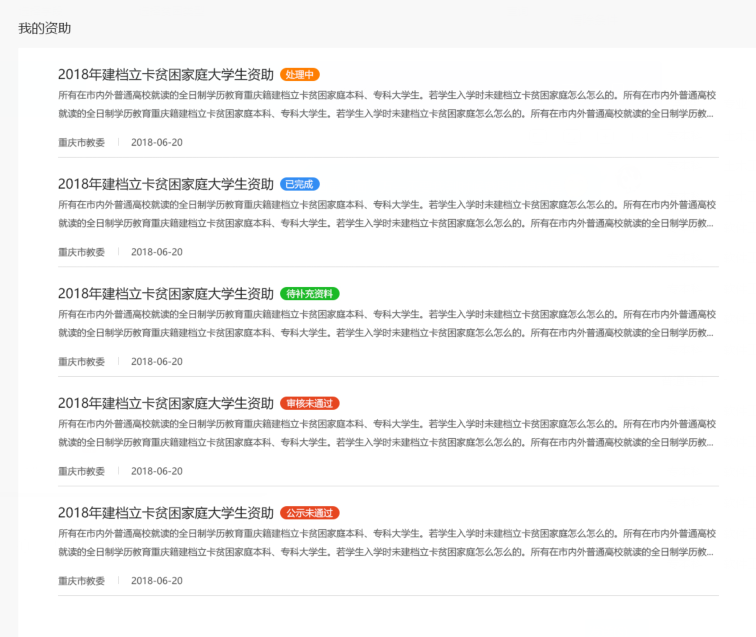 我的资助
2018年建档立卡贫困家庭大学生资助 处理中
所有在市内外普通高校就读的全日制学历教育重庆籍建档立卡贫困家庭本科、专科大学生。若学生入学时未建档立卡贫困家庭怎么怎么的。所有在市内外普通高校
就读的全日制学历教育重庆籍建档立卡贫困家庭本科、专科大学生。若学生入学时未建档立卡贫困家庭怎么怎么的。所有在市内外普通高校就读的全日制学历教...
重庆市教委 | 2018-06-20
2018年建档立卡贫困家庭大学生资助 已完成
所有在市内外普通高校就读的全日制学历教育重庆籍建档立卡贫困家庭本科、专科大学生。若学生入学时未建档立卡贫困家庭怎么怎么的。所有在市内外普通高校
就读的全日制学历教育重庆籍建档立卡贫困家庭本科、专科大学生。若学生入学时未建档立卡贫困家庭怎么怎么的。所有在市内外普通高校就读的全日制学历教...
重庆市教委 | 2018-06-20
2018年建档立卡贫困家庭大学生资助 待补充资料
所有在市内外普通高校就读的全日制学历教育重庆籍建档立卡贫困家庭本科、专科大学生。若学生入学时未建档立卡贫困家庭怎么怎么的。所有在市内外普通高校
就读的全日制学历教育重庆籍建档立卡贫困家庭本科、专科大学生。若学生入学时未建档立卡贫困家庭怎么怎么的。所有在市内外普通高校就读的全日制学历教...
重庆市教委 | 2018-06-20
2018年建档立卡贫困家庭大学生资助 审核未通过
所有在市内外普通高校就读的全日制学历教育重庆籍建档立卡贫困家庭本科、专科大学生。若学生入学时未建档立卡贫困家庭怎么怎么的。所有在市内外普通高校
就读的全日制学历教育重庆籍建档立卡贫困家庭本科、专科大学生。若学生入学时未建档立卡贫困家庭怎么怎么的。所有在市内外普通高校就读的全日制学历教...
重庆市教委 | 2018-06-20
2018年建档立卡贫困家庭大学生资助 公示未通过
所有在市内外普通高校就读的全日制学历教育重庆籍建档立卡贫困家庭本科、专科大学生。若学生入学时未建档立卡贫困家庭怎么怎么的。所有在市内外普通高校
就读的全日制学历教育重庆籍建档立卡贫困家庭本科、专科大学生。若学生入学时未建档立卡贫困家庭怎么怎么的。所有在市内外普通高校就读的全日制学历教...
重庆市教委 | 2018-06-20